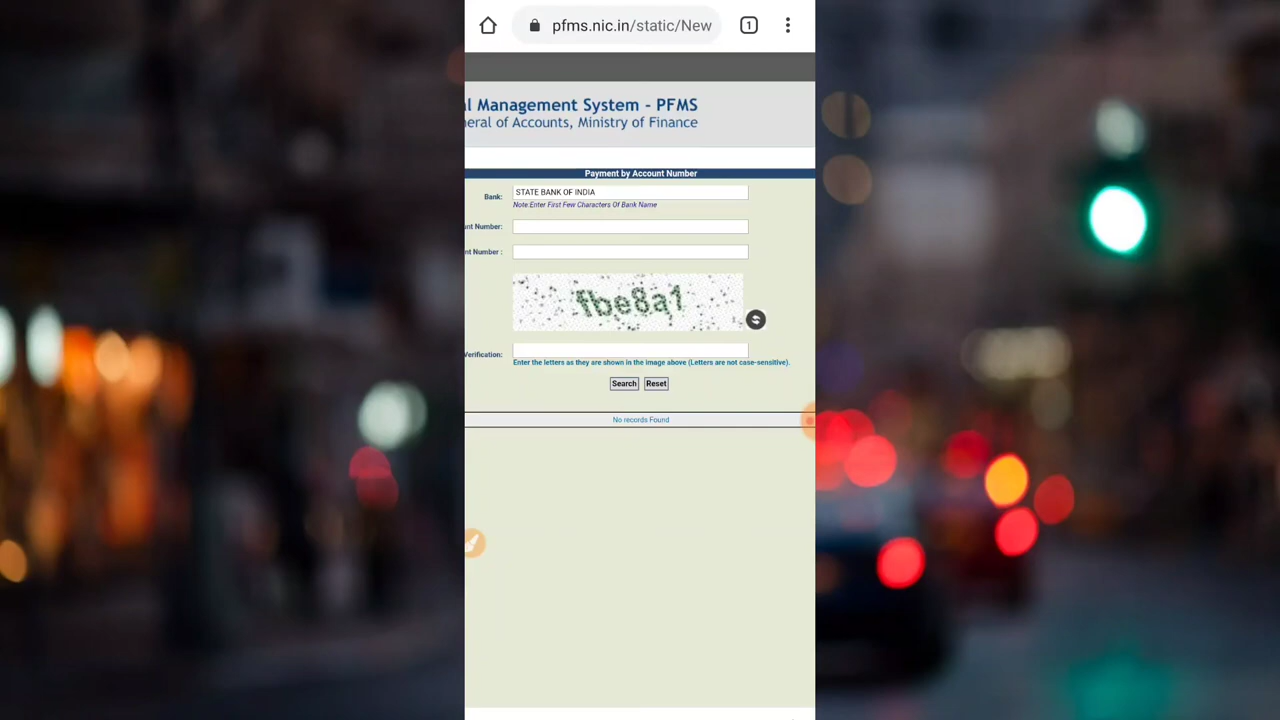 pfms.nic.in/static/New
1
l Management System - PFMS
neral of Accounts, Ministry of Finance
Payment by Account Number
Bank: STATE BANK OF INDIA
Note:Enter First Few Characters Of Bank Name
unt Number:
nt Number :
fbe8a1
Verification:
Enter the letters as they are shown in the image above (Letters are not case-sensitive).
Search Reset
No records Found